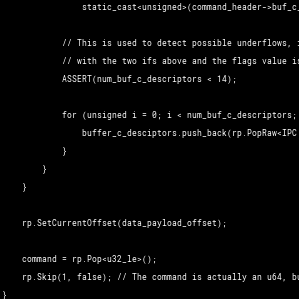 static_cast<unsigned>(command_header->buf_c_
// This is used to detect possible underflows, i
// with the two ifs above and the flags value is
ASSERT(num_buf_c_descriptors < 14);
for (unsigned i = 0; i < num_buf_c_descriptors;
buffer_c_desciptors.push_back(rp.PopRaw<IPC
}
}
}
rp.SetCurrentOffset(data_payload_offset);
command = rp.Pop<u32_le>();
rp.Skip(1, false); // The command is actually an u64, bu
}